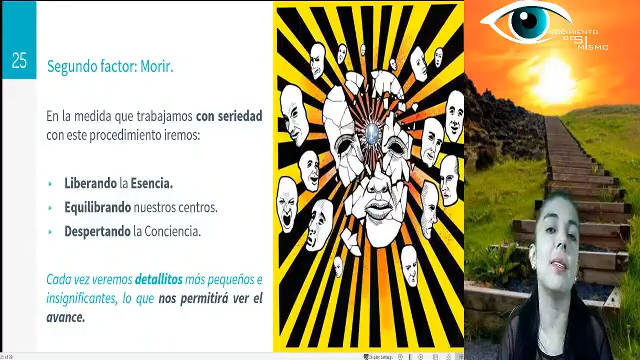 25
Segundo factor: Morir.
En la medida que trabajamos con seriedad
con este procedimiento iremos:
Liberando la Esencia.
Equilibrando nuestros centros.
Despertando la Conciencia.
Cada vez veremos detallitos más pequeños e
insignificantes, lo que nos permitirá ver el
avance.
DE SÍ
MISMO